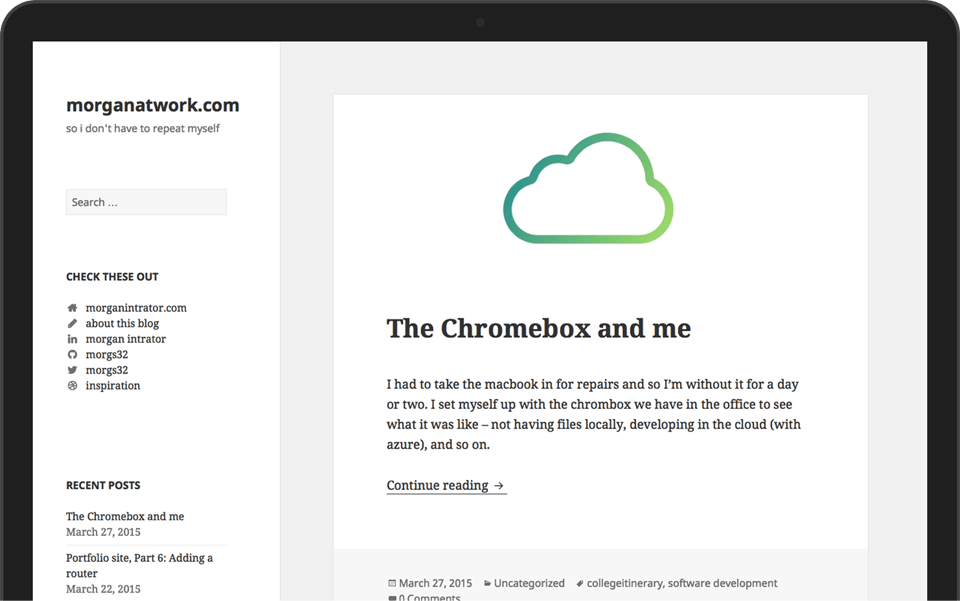 morganatwork.com
so i don't have to repeat myself
Search ...
CHECK THESE OUT
morganintrator.com
about this blog
morgan intrator
morgs32
morgs32
inspiration
RECENT POSTS
The Chromebox and me
March 27, 2015
Portfolio site, Part 6: Adding a
router
March 22, 2015
The Chromebox and me
I had to take the macbook in for repairs and so I'm without it for a day
or two. I set myself up with the chrombox we have in the office to see
what it was like – not having files locally, developing in the cloud (with
azure), and so on.
Continue reading →
March 27, 2015 Uncategorized collegeitinerary, software development
0 Comments